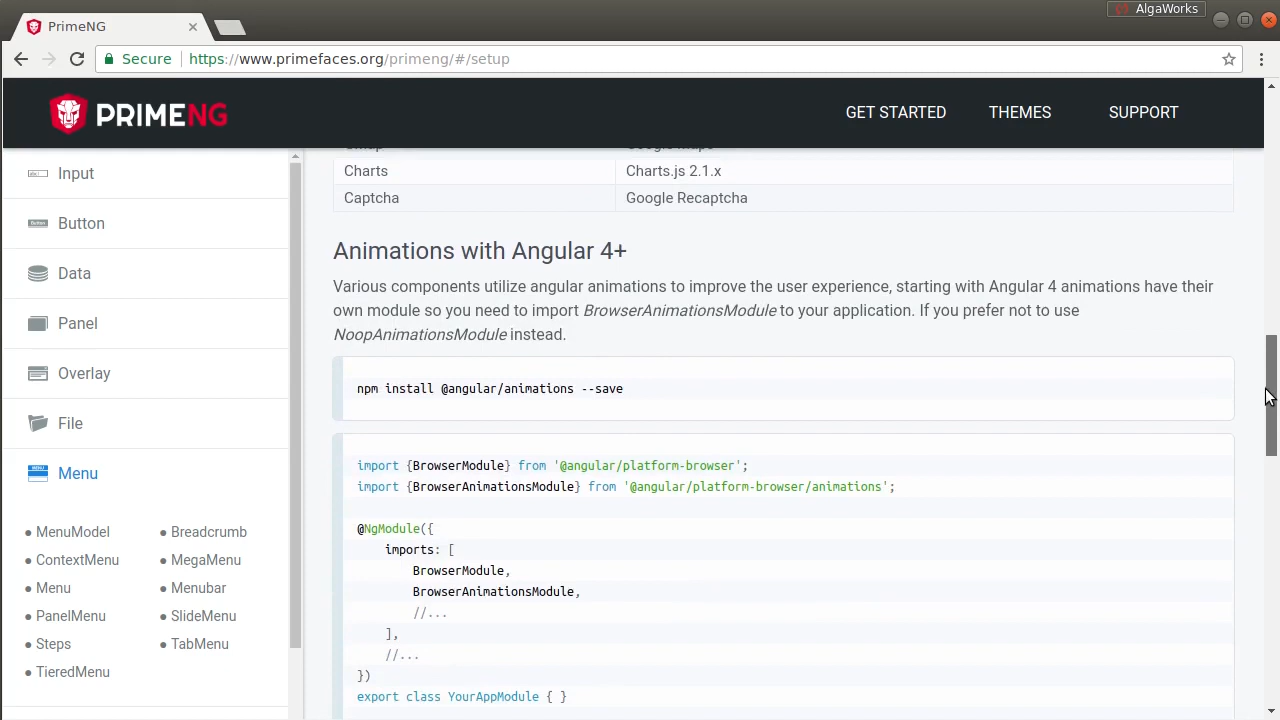 AlgaWorks
PrimeNG
Secure https://www.primefaces.org/primeng/#/setup
PRIMENG
GET STARTED THEMES SUPPORT
Input
Button
Data
Panel
Overlay
File
Menu
● MenuModel ● Breadcrumb
● ContextMenu ● MegaMenu
● Menu ● Menubar
● PanelMenu ● SlideMenu
● Steps ● TabMenu
● TieredMenu
Charts Charts.js 2.1.x
Captcha Google Recaptcha
Animations with Angular 4+
Various components utilize angular animations to improve the user experience, starting with Angular 4 animations have their
own module so you need to import BrowserAnimationsModule to your application. If you prefer not to use
NoopAnimationsModule instead.
npm install @angular/animations --save
import {BrowserModule} from '@angular/platform-browser';
import {BrowserAnimationsModule} from '@angular/platform-browser/animations';
@NgModule({
imports: [
BrowserModule,
BrowserAnimationsModule,
//...
],
//...
})
export class YourAppModule { }